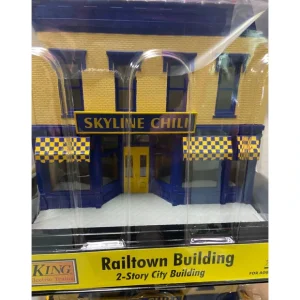 SKYLINE CHILI
KING
Railtown Building
2-Story City Building